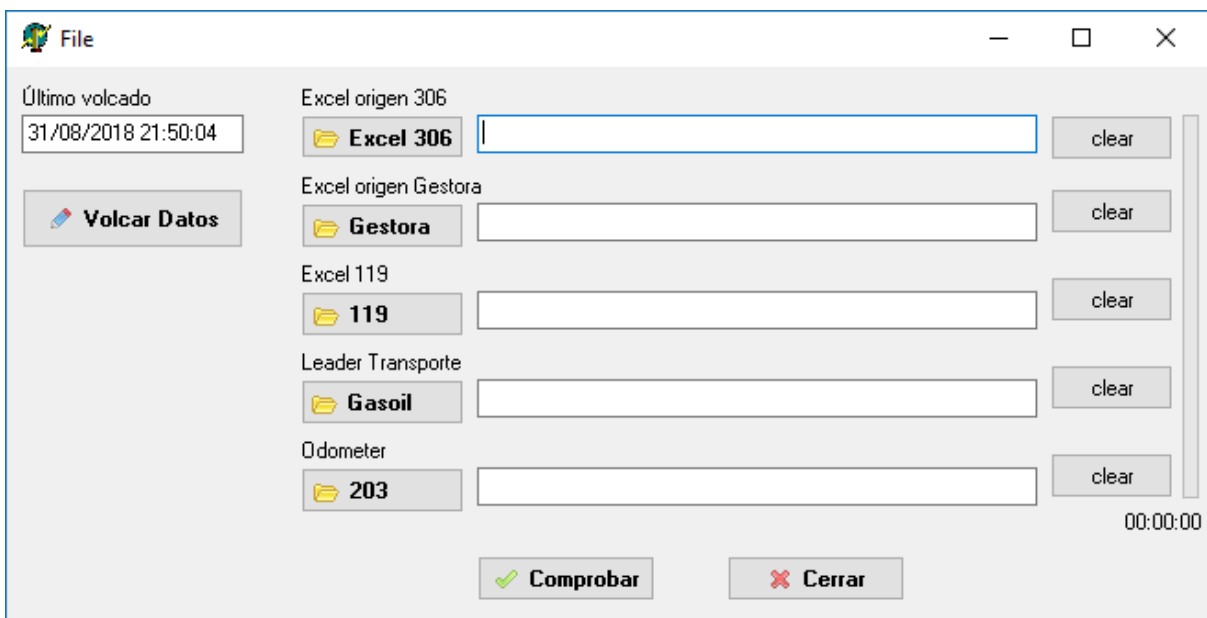 File
Último volcado
31/08/2018 21:50:04
Volcar Datos
Excel origen 306
Excel 306
clear
Excel origen Gestora
Gestora
clear
Excel 119
119
clear
Leader Transporte
Gasoil
clear
Odometer
203
clear
00:00:00
Comprobar
Cerrar